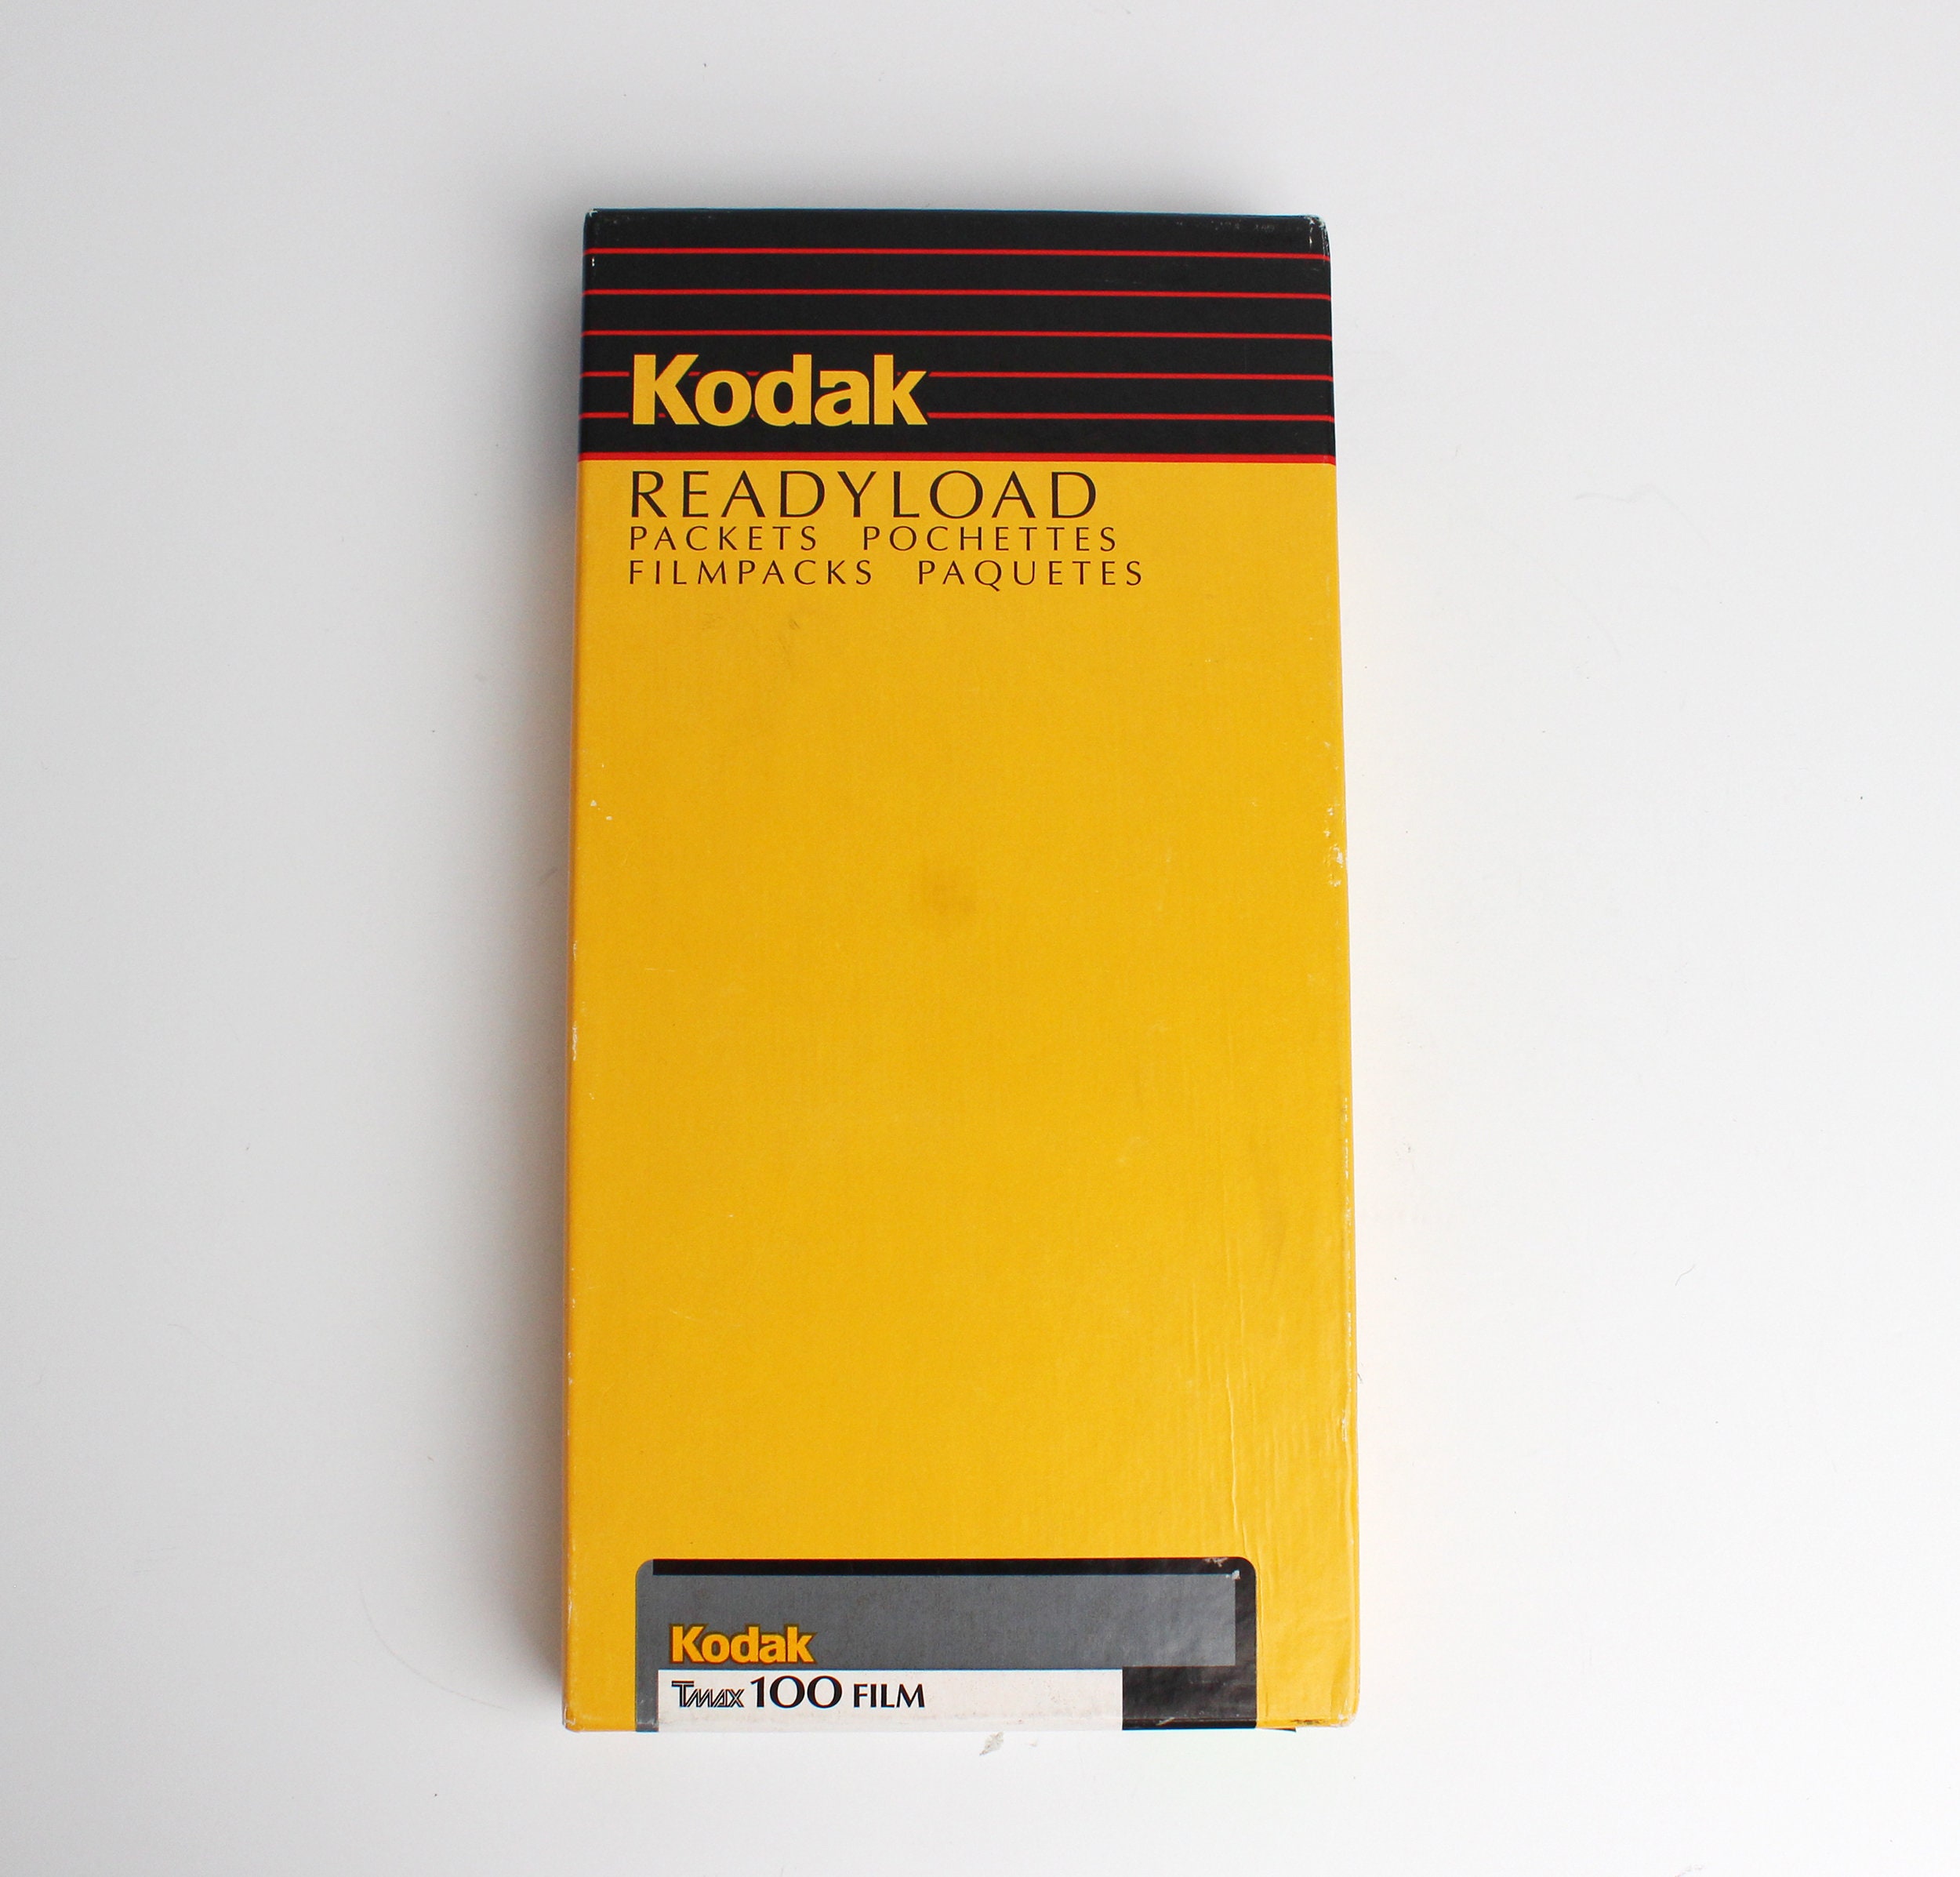 Kodak
READYLOAD
PACKETS POCHETTES
FILMPACKS PAQUETES
Kodak
TMAX 100 FILM